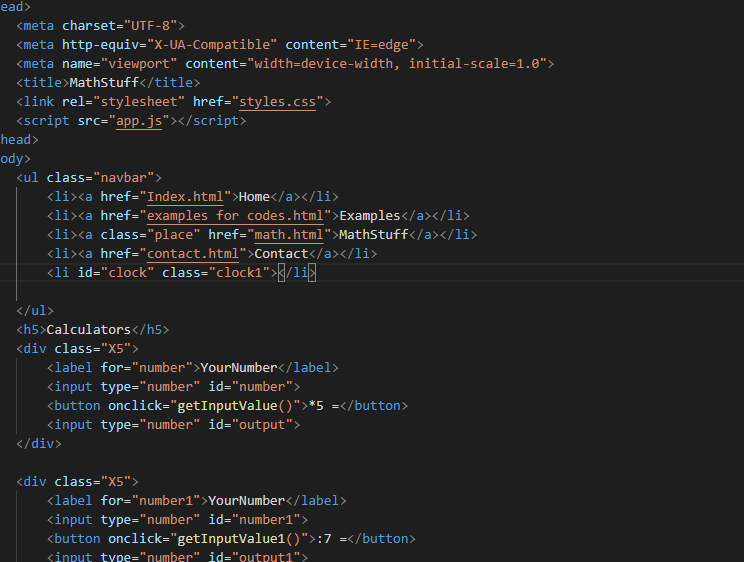 ead>
<meta charset="UTF-8">
<meta http-equiv="X-UA-Compatible" content="IE=edge">
<meta name="viewport" content="width=device-width, initial-scale=1.0">
<title>MathStuff</title>
<link rel="stylesheet" href="styles.css">
<script src="app.js"></script>
head>
ody>
<ul class="navbar">
<li><a href="Index.html">Home</a></li>
<li><a href="examples for codes.html">Examples</a></li>
<li><a class="place" href="math.html">MathStuff</a></li>
<li><a href="contact.html">Contact</a></li>
<li id="clock" class="clock1"></li>
</ul>
<h5>Calculators</h5>
<div class="X5">
<label for="number">YourNumber</label>
<input type="number" id="number">
<button onclick="getInputValue()">*5 =</button>
<input type="number" id="output">
</div>
<div class="X5">
<label for="number1">YourNumber</label>
<input type="number" id="number1">
<button onclick="getInputValue1()">:7 =</button>
<input type="number" id="output1">